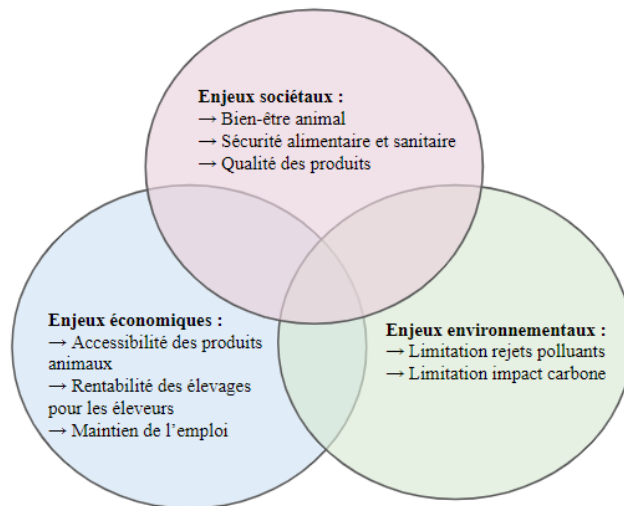 Enjeux sociétaux :
→ Bien-être animal
→ Sécurité alimentaire et sanitaire
→ Qualité des produits
Enjeux économiques :
→ Accessibilité des produits
animaux
→ Rentabilité des élevages
pour les éleveurs
→ Maintien de l’emploi
Enjeux environnementaux :
→ Limitation rejets polluants
→ Limitation impact carbone